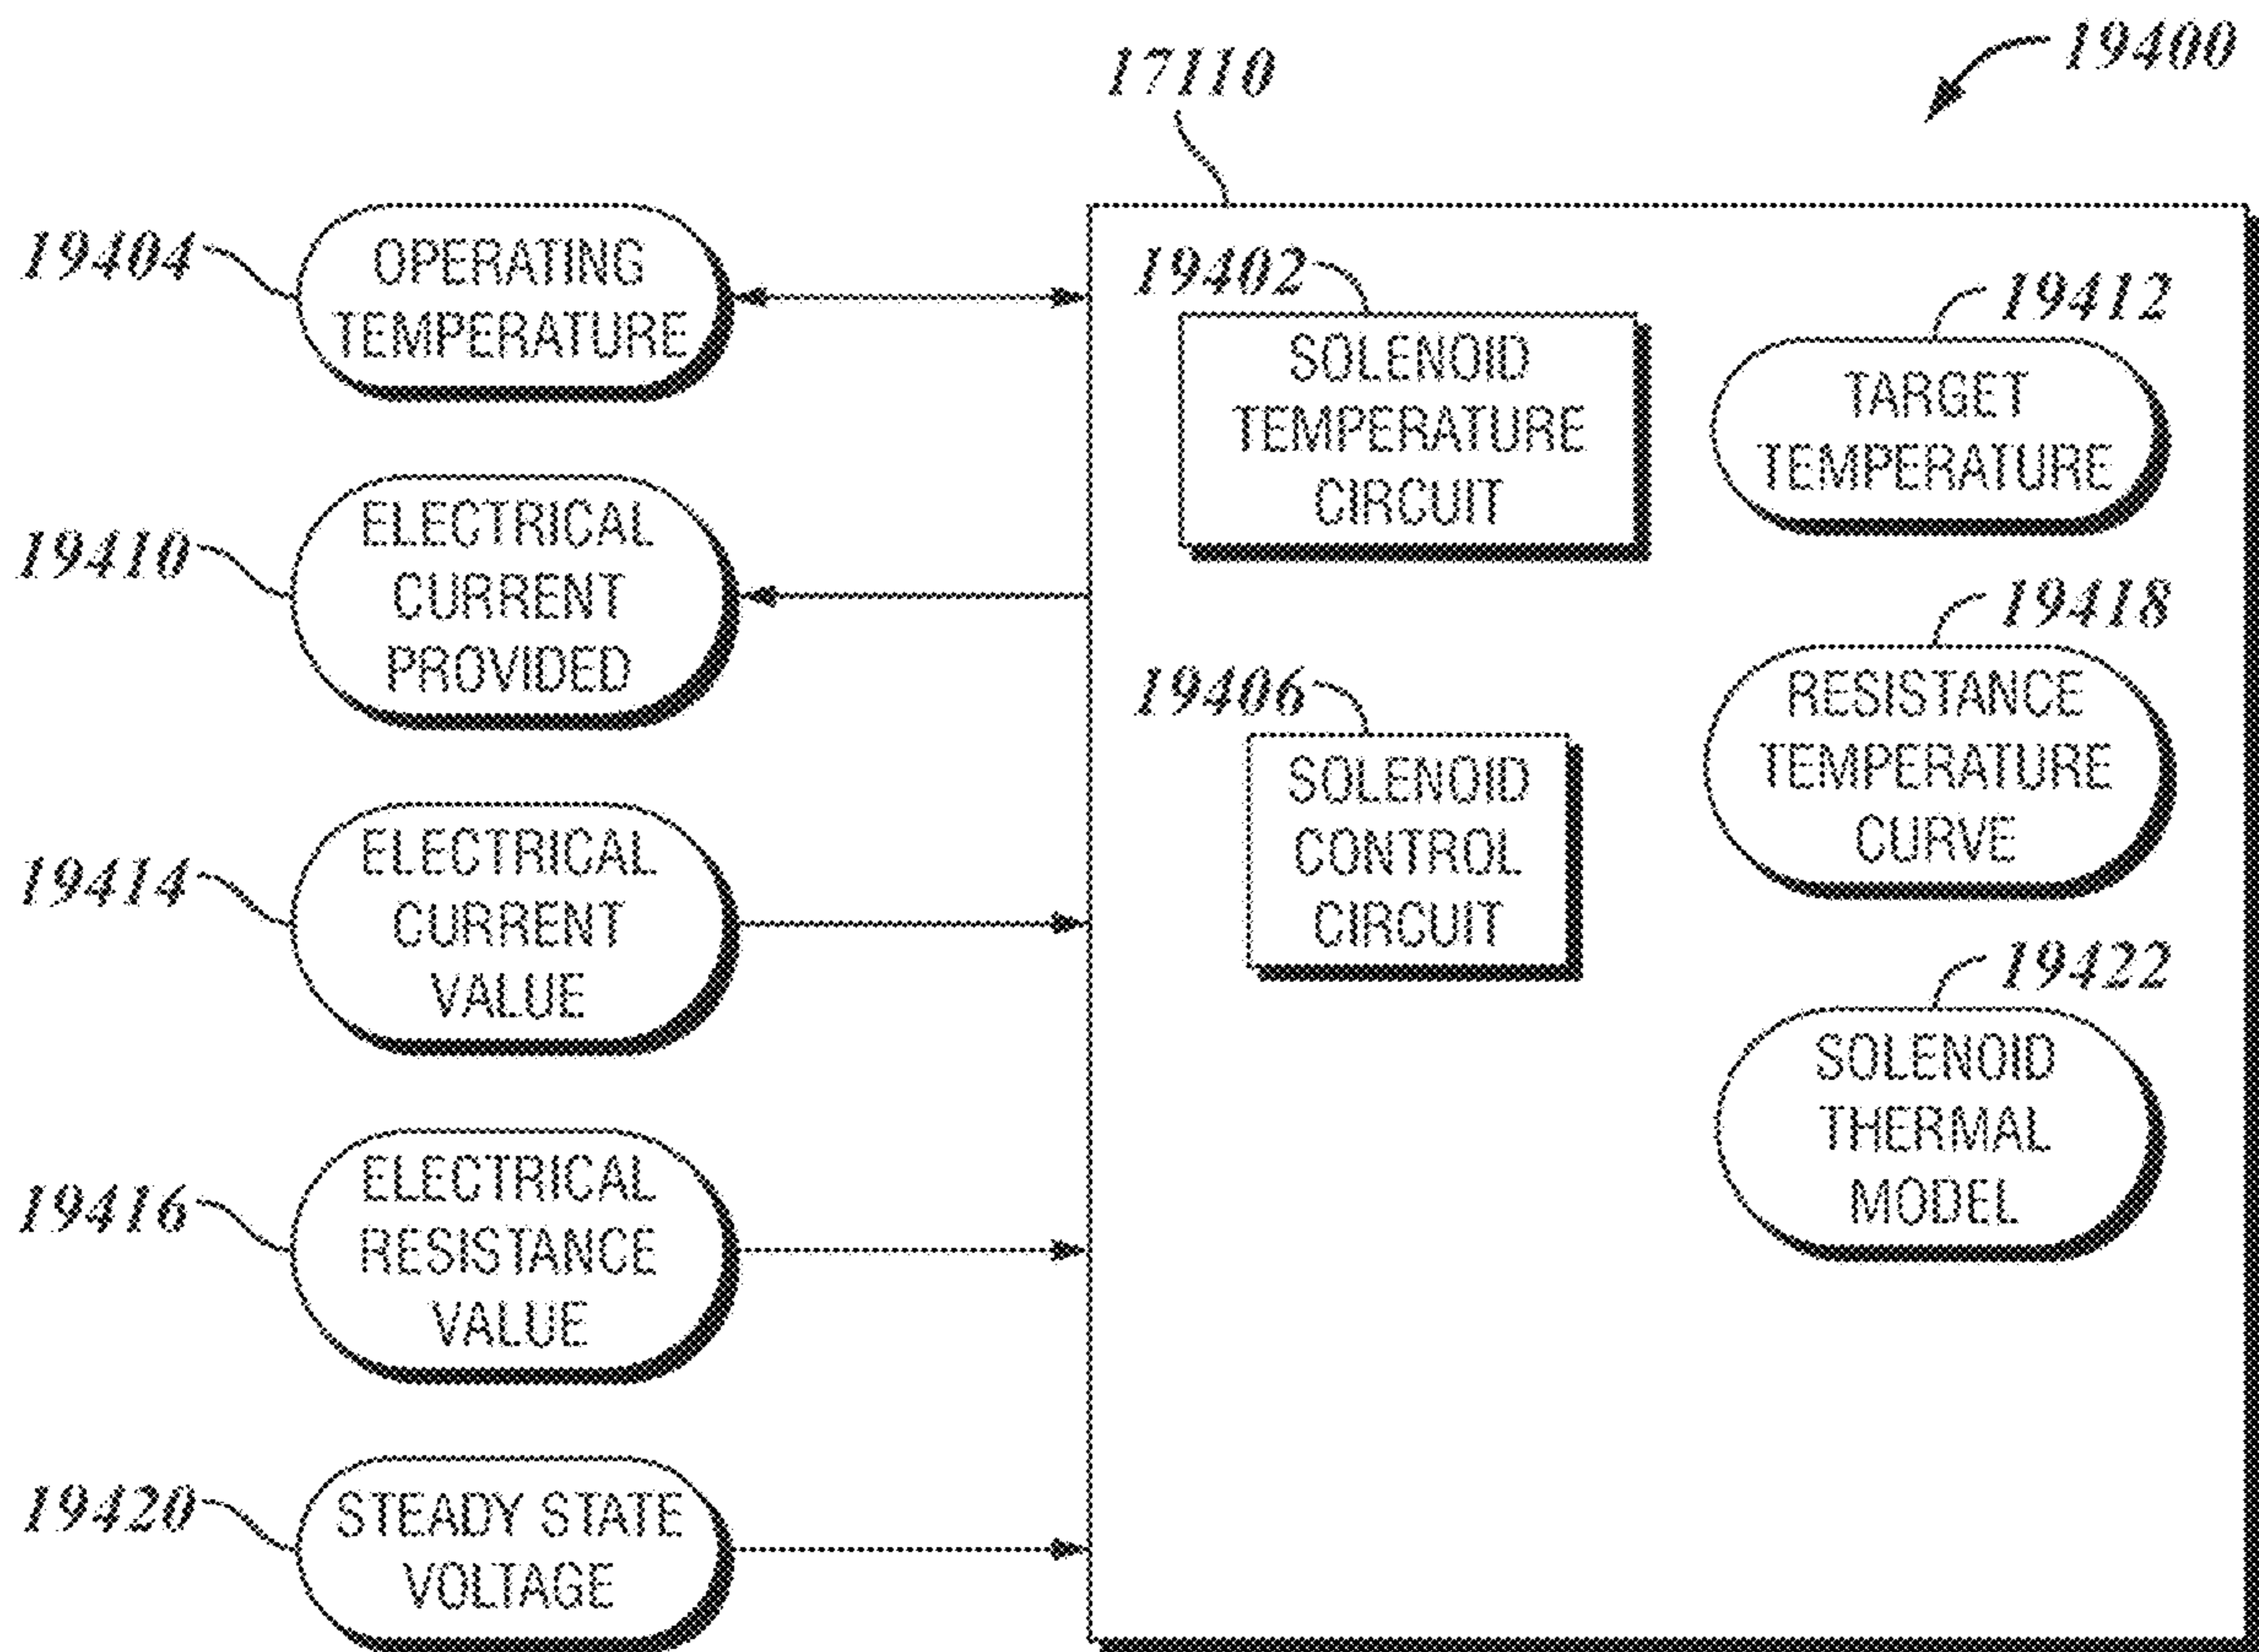 19400
17110
19404
OPERATING
TEMPERATURE
19410
ELECTRICAL
CURRENT
PROVIDED
19414
ELECTRICAL
CURRENT
VALUE
19416
ELECTRICAL
RESISTANCE
VALUE
19420
STEADY STATE
VOLTAGE
19402
SOLENOID
TEMPERATURE
CIRCUIT
19406
SOLENOID
CONTROL
CIRCUIT
19412
TARGET
TEMPERATURE
19418
RESISTANCE
TEMPERATURE
CURVE
19422
SOLENOID
THERMAL
MODEL